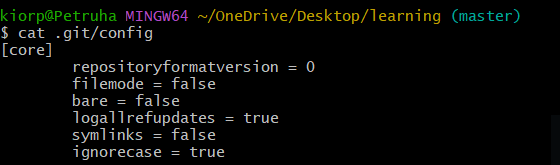 kiorp@Petruha MINGW64 ~/OneDrive/Desktop/learning (master)
$ cat .git/config
[core]
        repositoryformatversion = 0
        filemode = false
        bare = false
        logallrefupdates = true
        symlinks = false
        ignorecase = true